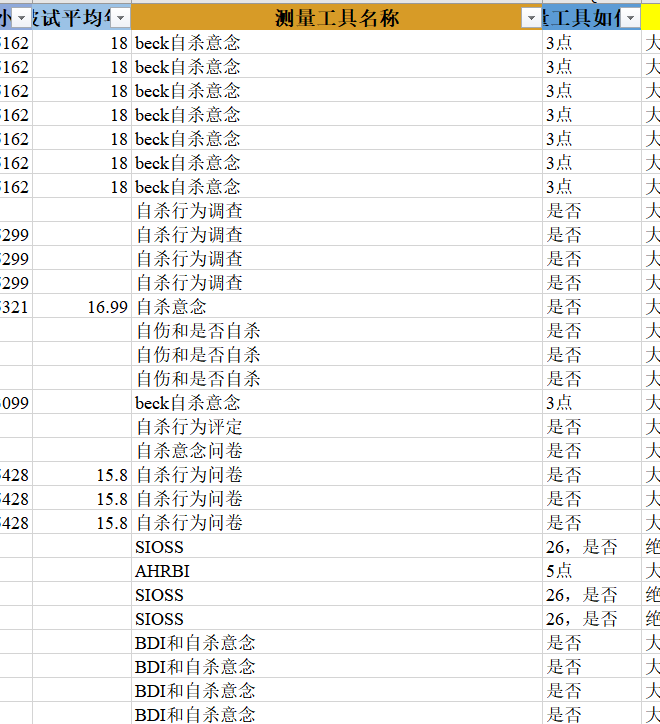 小 试平均年 测量工具名称 量工具如何
162 18 beck自杀意念 3点 大
162 18 beck自杀意念 3点 大
162 18 beck自杀意念 3点 大
162 18 beck自杀意念 3点 大
162 18 beck自杀意念 3点 大
162 18 beck自杀意念 3点 大
162 18 beck自杀意念 3点 大
自杀行为调查 是否 大
299 自杀行为调查 是否 大
299 自杀行为调查 是否 大
299 自杀行为调查 是否 大
321 16.99 自杀意念 是否 大
自伤和是否自杀 是否 大
自伤和是否自杀 是否 大
自伤和是否自杀 是否 大
099 beck自杀意念 3点 大
自杀行为评定 是否 大
自杀意念问卷 是否 大
428 15.8 自杀行为问卷 是否 大
428 15.8 自杀行为问卷 是否 大
428 15.8 自杀行为问卷 是否 大
SIOSS 26，是否 绝
AHRBI 5点 大
SIOSS 26，是否 绝
SIOSS 26，是否 绝
BDI和自杀意念 是否 大
BDI和自杀意念 是否 大
BDI和自杀意念 是否 大
BDI和自杀意念 是否 大